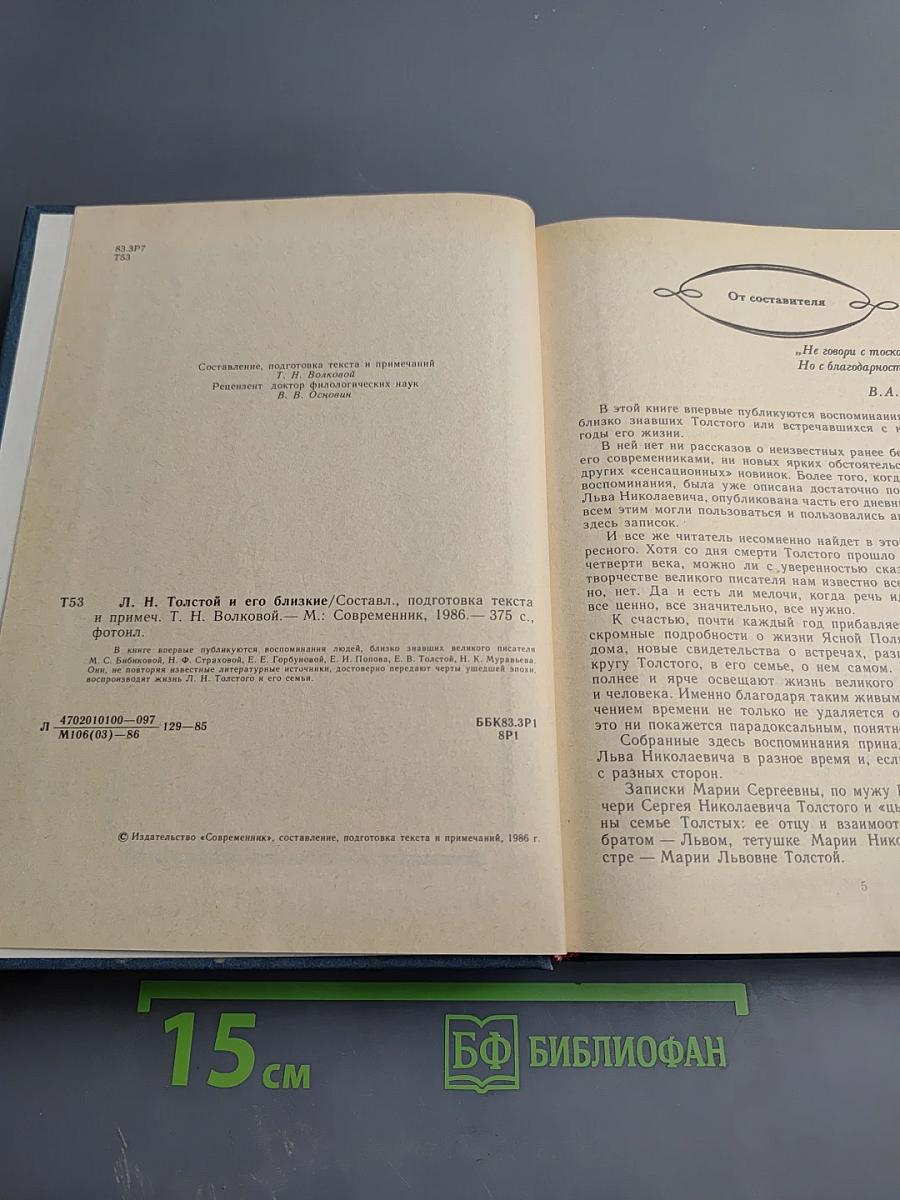 83.3Р7
Т53
Составление, подготовка текста и примечаний
Т. Н. Волковой
Рецензент доктор филологических наук
В. В. Основин
Т53 Л. Н. Толстой и его близкие/Составл., подготовка текста
и примеч. Т. Н. Волковой.— М.: Современник, 1986.— 375 с.,
фотоил.
В книге впервые публикуются воспоминания людей, близко знавших великого писателя
М. С. Бибиковой, Н. Ф. Страховой, Е. Е. Горбуновой, Е. И. Попова, Е. В. Толстой, Н. К. Муравьева.
Они, не повторяя известные литературные источники, достоверно передают черты ушедшей эпохи,
воспроизводят жизнь Л. Н. Толстого и его семьи.
Л 4702010100—097 129—85
М106(03)—86
ББК83.3Р1
8Р1
© Издательство «Современник», составление, подготовка текста и примечаний, 1986 г.
От составителя
„Не говори с тоско
Но с благодарност
В.А.
В этой книге впервые публикуются воспоминания
близко знавших Толстого или встречавшихся с н
годы его жизни.
В ней нет ни рассказов о неизвестных ранее бе
его современниками, ни новых ярких обстоятельс
других «сенсационных» новинок. Более того, когд
воспоминания, была уже описана достаточно по
Льва Николаевича, опубликована часть его дневн
всем этим могли пользоваться и пользовались ав
здесь записок.
И все же читатель несомненно найдет в этой
ресного. Хотя со дня смерти Толстого прошло
четверти века, можно ли с уверенностью сказ
творчестве великого писателя нам известно все
но, нет. Да и есть ли мелочи, когда речь ид
все ценно, все значительно, все нужно.
К счастью, почти каждый год прибавляе
скромные подробности о жизни Ясной Поля
дома, новые свидетельства о встречах, разг
кругу Толстого, в его семье, о нем самом.
полнее и ярче освещают жизнь великого
и человека. Именно благодаря таким живым
чением времени не только не удаляется о
это ни покажется парадоксальным, понятне
Собранные здесь воспоминания принад
Льва Николаевича в разное время и, если
с разных сторон.
Записки Марии Сергеевны, по мужу
чери Сергея Николаевича Толстого и «цы
ны семье Толстых: ее отцу и взаимоот
братом — Львом, тетушке Марии Нико
стре — Марии Львовне Толстой.
5
15 см
БФ БИБЛИОФАН